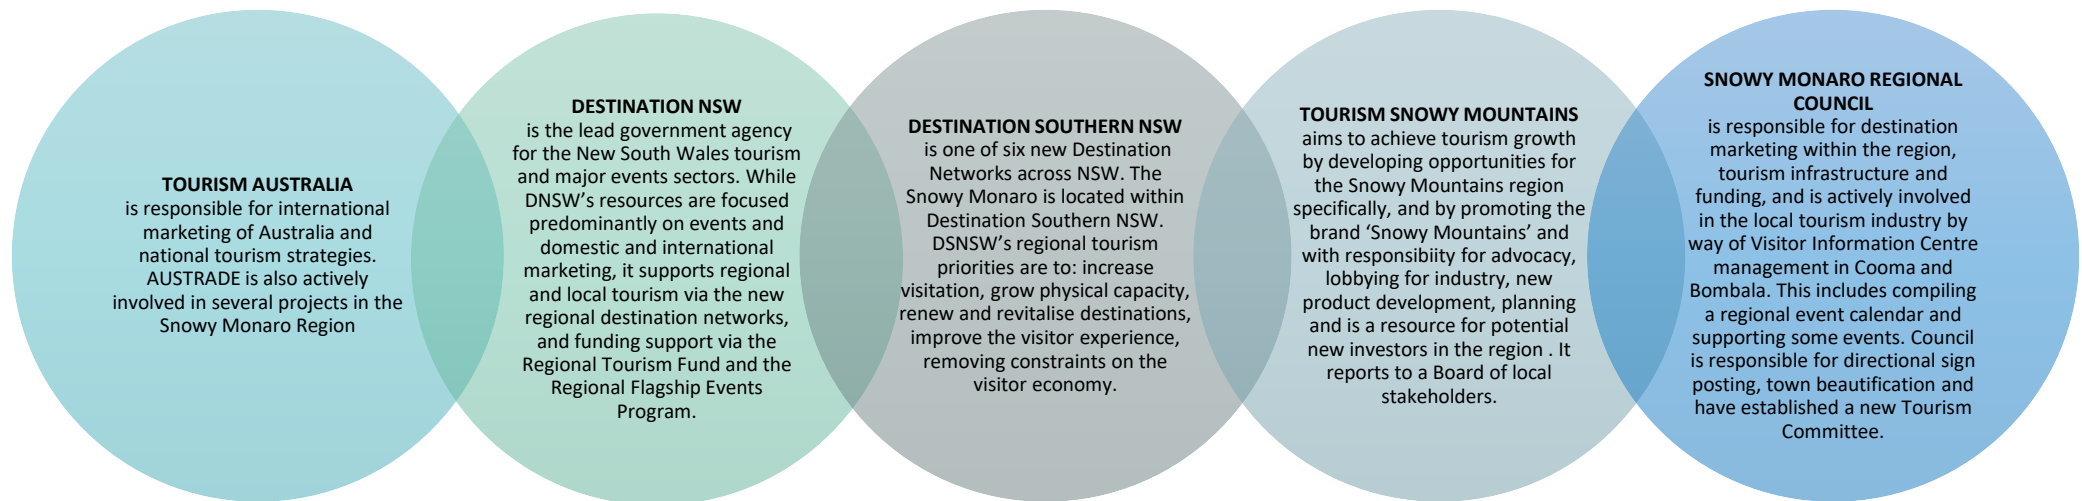 TOURISM AUSTRALIA
is responsible for international
marketing of Australia and
national tourism strategies.
AUSTRADE is also actively
involved in several projects in the
Snowy Monaro Region
DESTINATION NSW
is the lead government agency
for the New South Wales tourism
and major events sectors. While
DNSW's resources are focused
predominantly on events and
domestic and international
marketing, it supports regional
and local tourism via the new
regional destination networks,
and funding support via the
Regional Tourism Fund and the
Regional Flagship Events
Program.
DESTINATION SOUTHERN NSW
is one of six new Destination
Networks across NSW. The
Snowy Monaro is located within
Destination Southern NSW.
DSNSW's regional tourism
priorities are to: increase
visitation, grow physical capacity,
renew and revitalise destinations,
improve the visitor experience,
removing constraints on the
visitor economy.
TOURISM SNOWY MOUNTAINS
aims to achieve tourism growth
by developing opportunities for
the Snowy Mountains region
specifically, and by promoting the
brand ‘Snowy Mountains’ and
with responsibiity for advocacy,
lobbying for industry, new
product development, planning
and is a resource for potential
new investors in the region . It
reports to a Board of local
stakeholders.
SNOWY MONARO REGIONAL
COUNCIL
is responsible for destination
marketing within the region,
tourism infrastructure and
funding, and is actively involved
in the local tourism industry by
way of Visitor Information Centre
management in Cooma and
Bombala. This includes compiling
a regional event calendar and
supporting some events. Council
is responsible for directional sign
posting, town beautification and
have established a new Tourism
Committee.